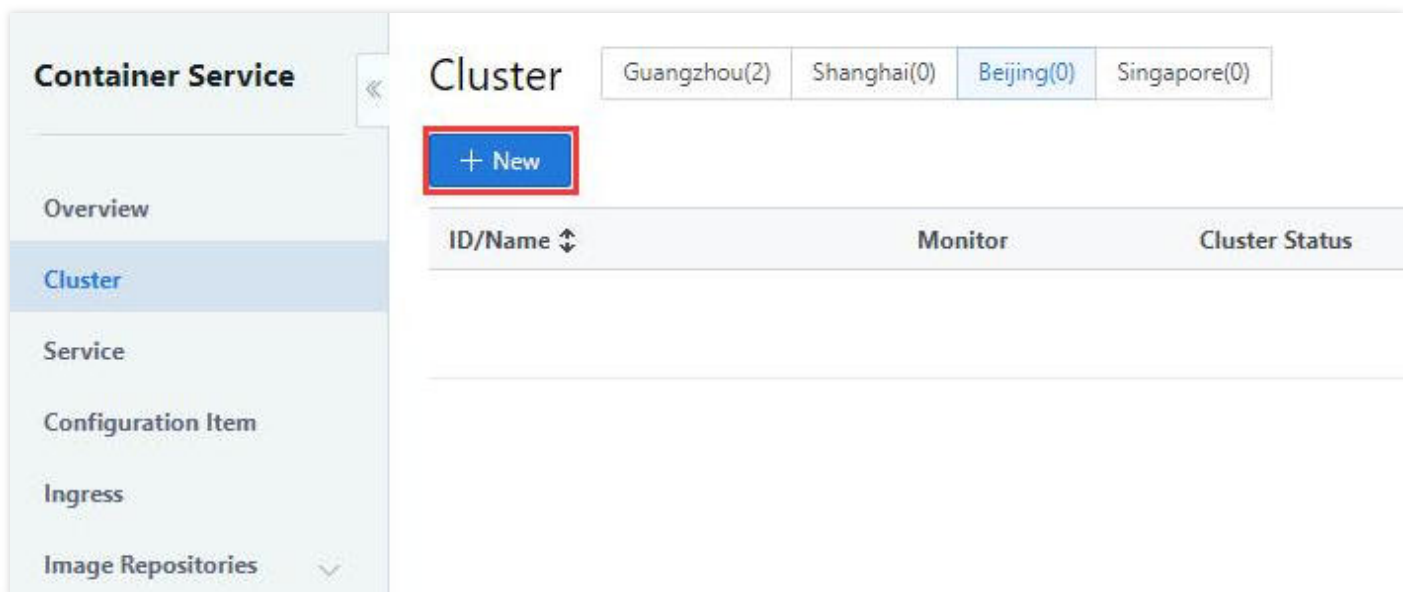 Container Service
Cluster Guangzhou(2) Shanghai(0) Beijing(0) Singapore(0)
+ New
Overview
ID/Name Monitor Cluster Status
Cluster
Service
Configuration Item
Ingress
Image Repositories